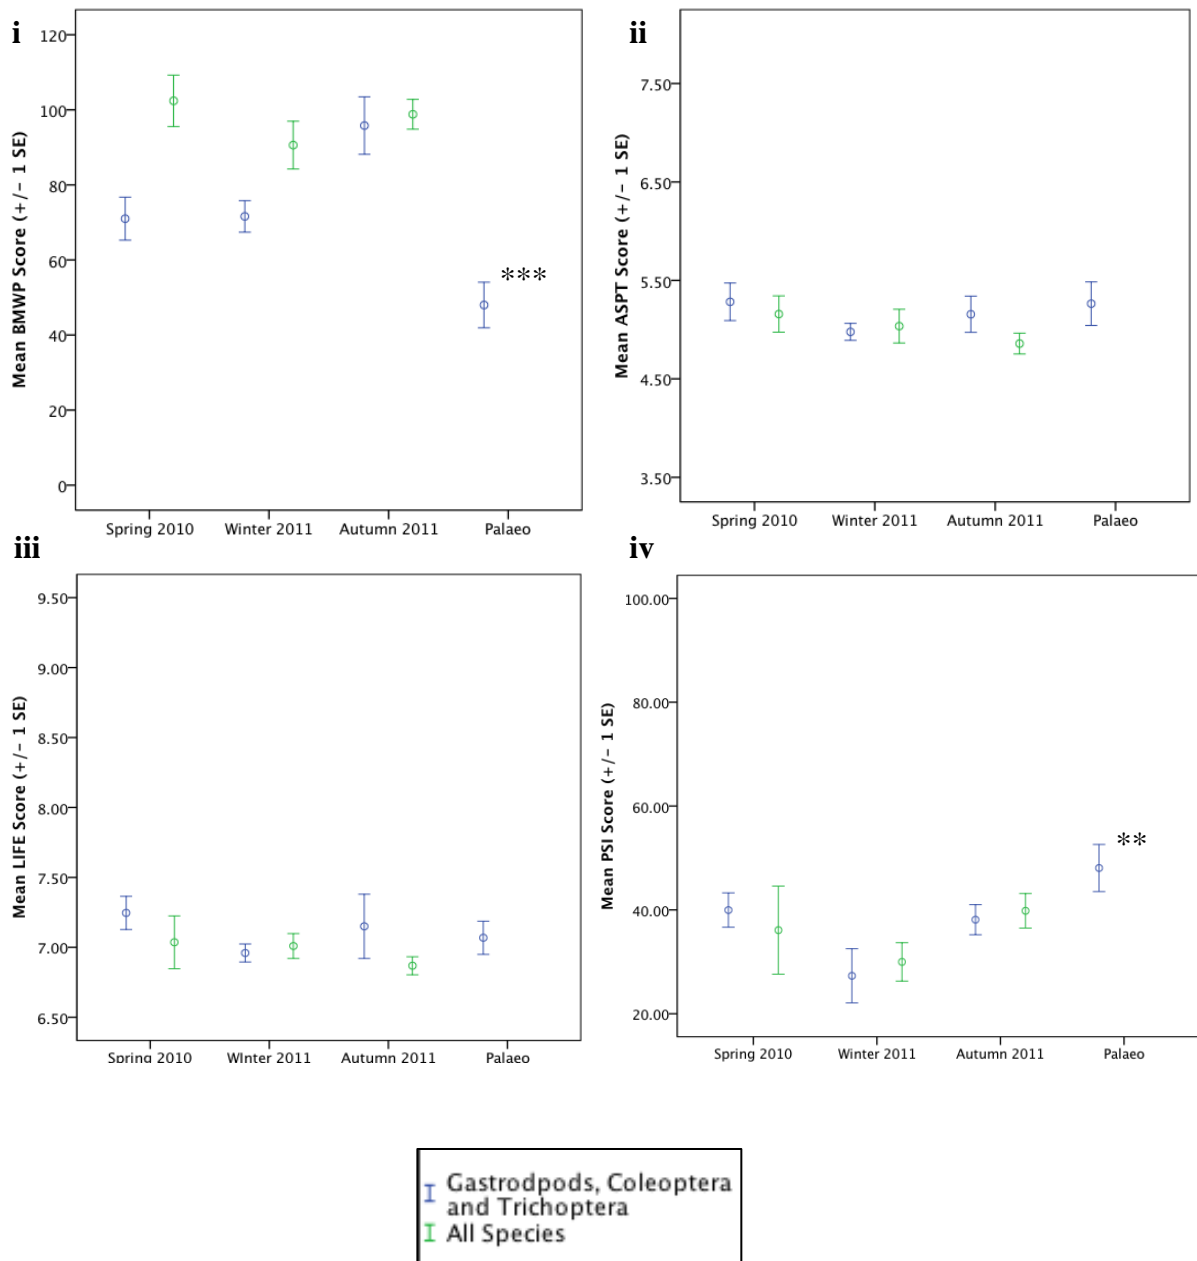 i
Mean BMWP Score (+/- 1 SE)
120
100
80
60
40
20
0
***
Spring 2010 Winter 2011 Autumn 2011 Palaeo
ii
Mean ASPT Score (+/- 1 SE)
7.50
6.50
5.50
4.50
3.50
Spring 2010 Winter 2011 Autumn 2011 Palaeo
iii
Mean LIFE Score (+/- 1 SE)
9.50
9.00
8.50
8.00
7.50
7.00
6.50
Spring 2010 WInter 2011 Autumn 2011 Palaeo
iv
Mean PSI Score (+/- 1 SE)
100.00
80.00
60.00
40.00
20.00
**
Spring 2010 Winter 2011 Autumn 2011 Palaeo
Gastrdpods, Coleoptera
and Trichoptera
All Species